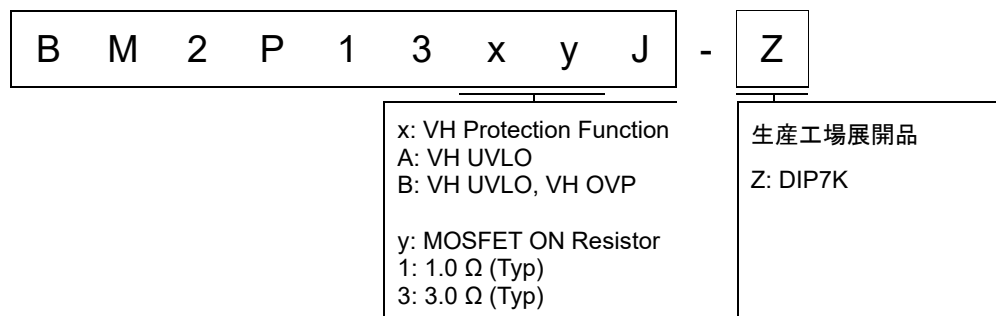 B M 2 P 1 3 x y J - Z
x: VH Protection Function
A: VH UVLO
B: VH UVLO, VH OVP
y: MOSFET ON Resistor
1: 1.0 Ω (Typ)
3: 3.0 Ω (Typ)
生産工場展開品
Z: DIP7K